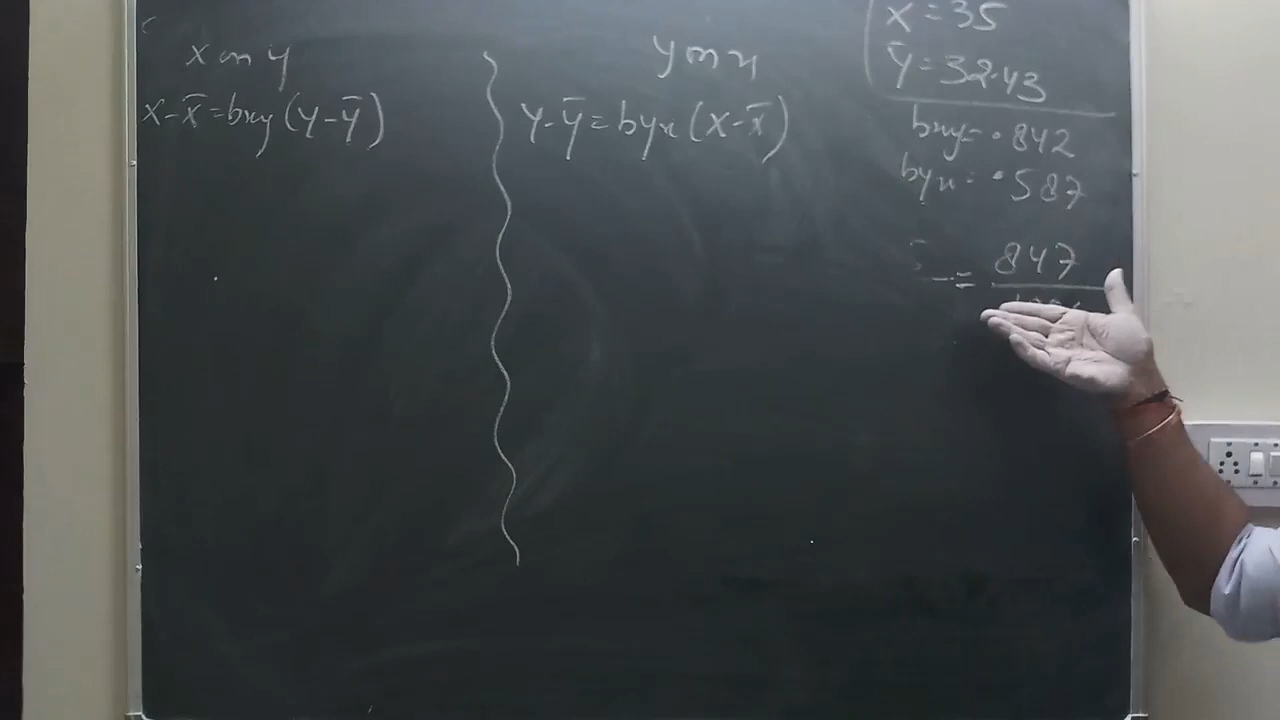 x on y
X-x̄=bxy(Y-ȳ)
y on x
Y-ȳ=byx(X-x̄)
X̄=35
Ȳ=32.43
bxy=.842
byx=.587
= 847